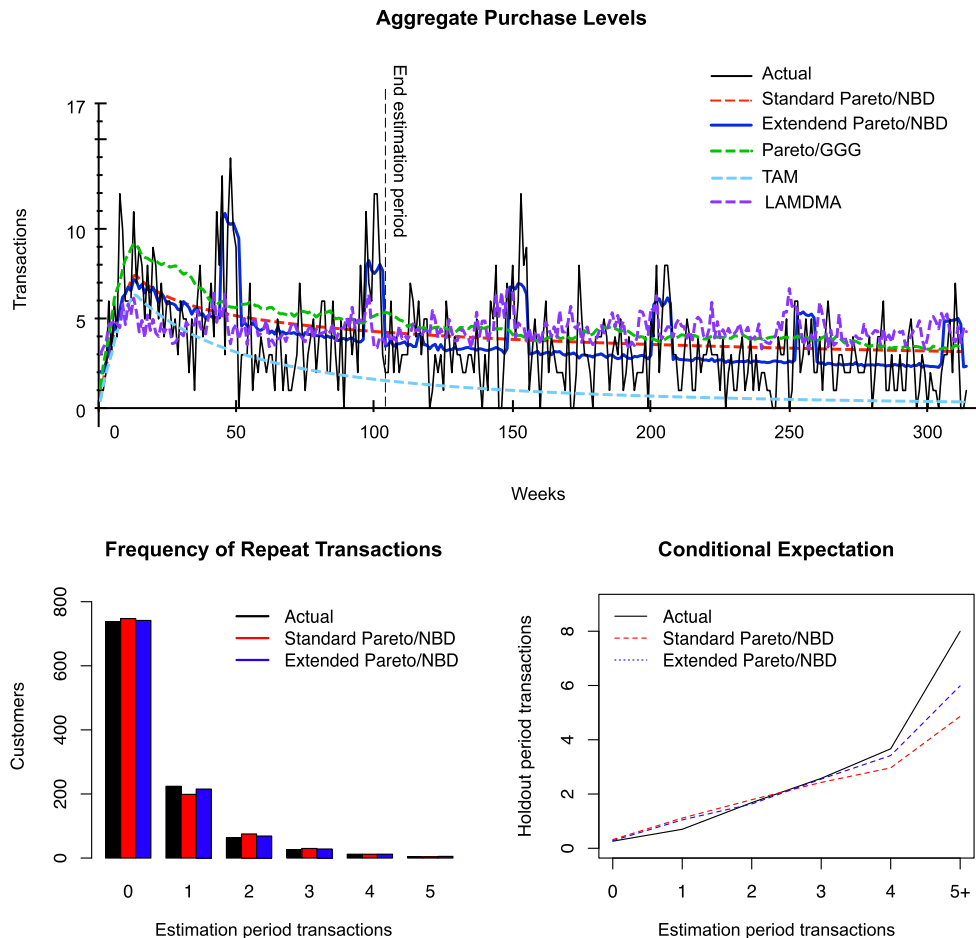 Aggregate Purchase Levels
Actual
Standard Pareto/NBD
Extendend Pareto/NBD
Pareto/GGG
TAM
LAMDMA
End estimation period
Transactions
17
10
5
0
0 50 100 150 200 250 300
Weeks
Frequency of Repeat Transactions
Actual
Standard Pareto/NBD
Extended Pareto/NBD
Customers
800
600
400
200
0
0 1 2 3 4 5
Estimation period transactions
Conditional Expectation
Actual
Standard Pareto/NBD
Extended Pareto/NBD
Holdout period transactions
8
6
4
2
0
0 1 2 3 4 5+
Estimation period transactions